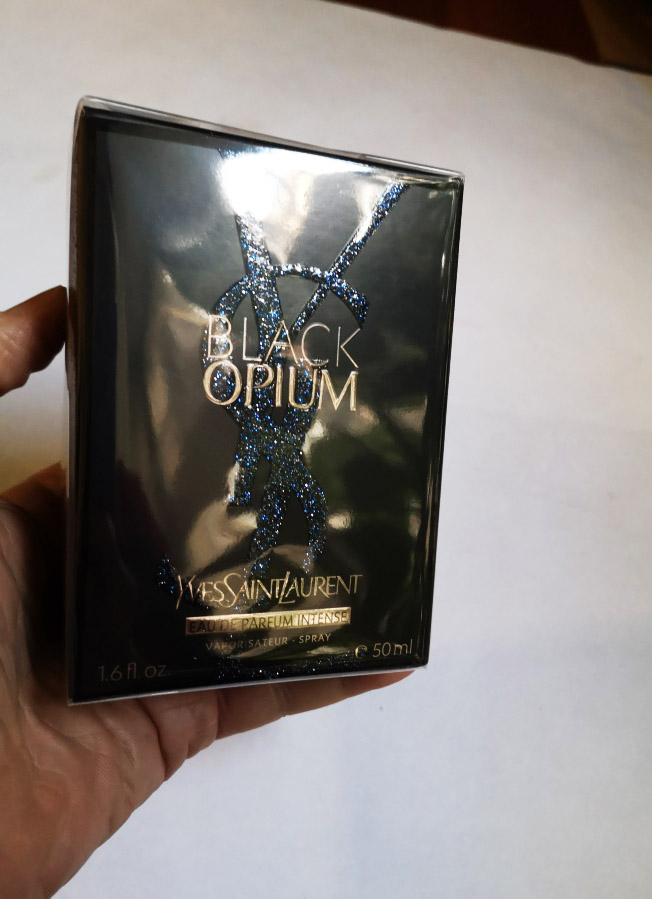 BLACK
OPIUM
YVESSAINTLAURENT
EAU DE PARFUM INTENSE
VAPORISATEUR - SPRAY
1.6 fl oz. ℮ 50ml